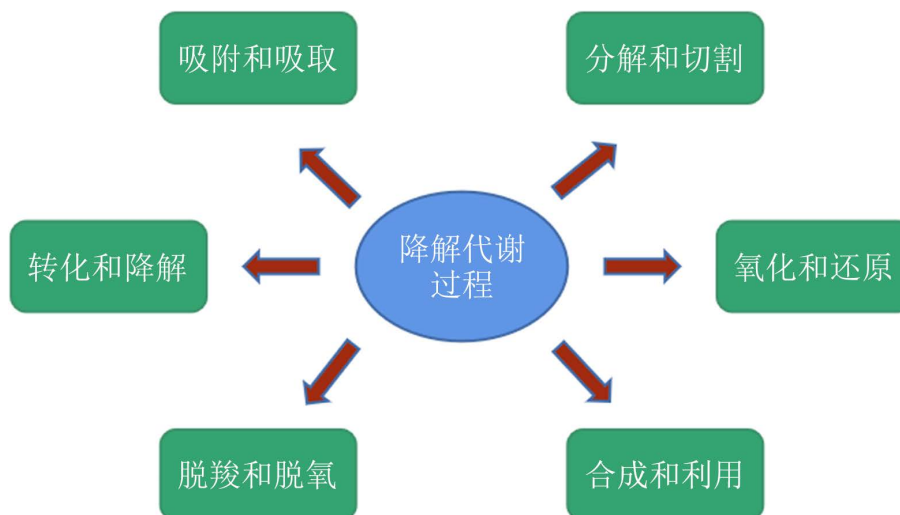 吸附和吸取
分解和切割
降解代谢
过程
转化和降解
氧化和还原
脱羧和脱氧
合成和利用